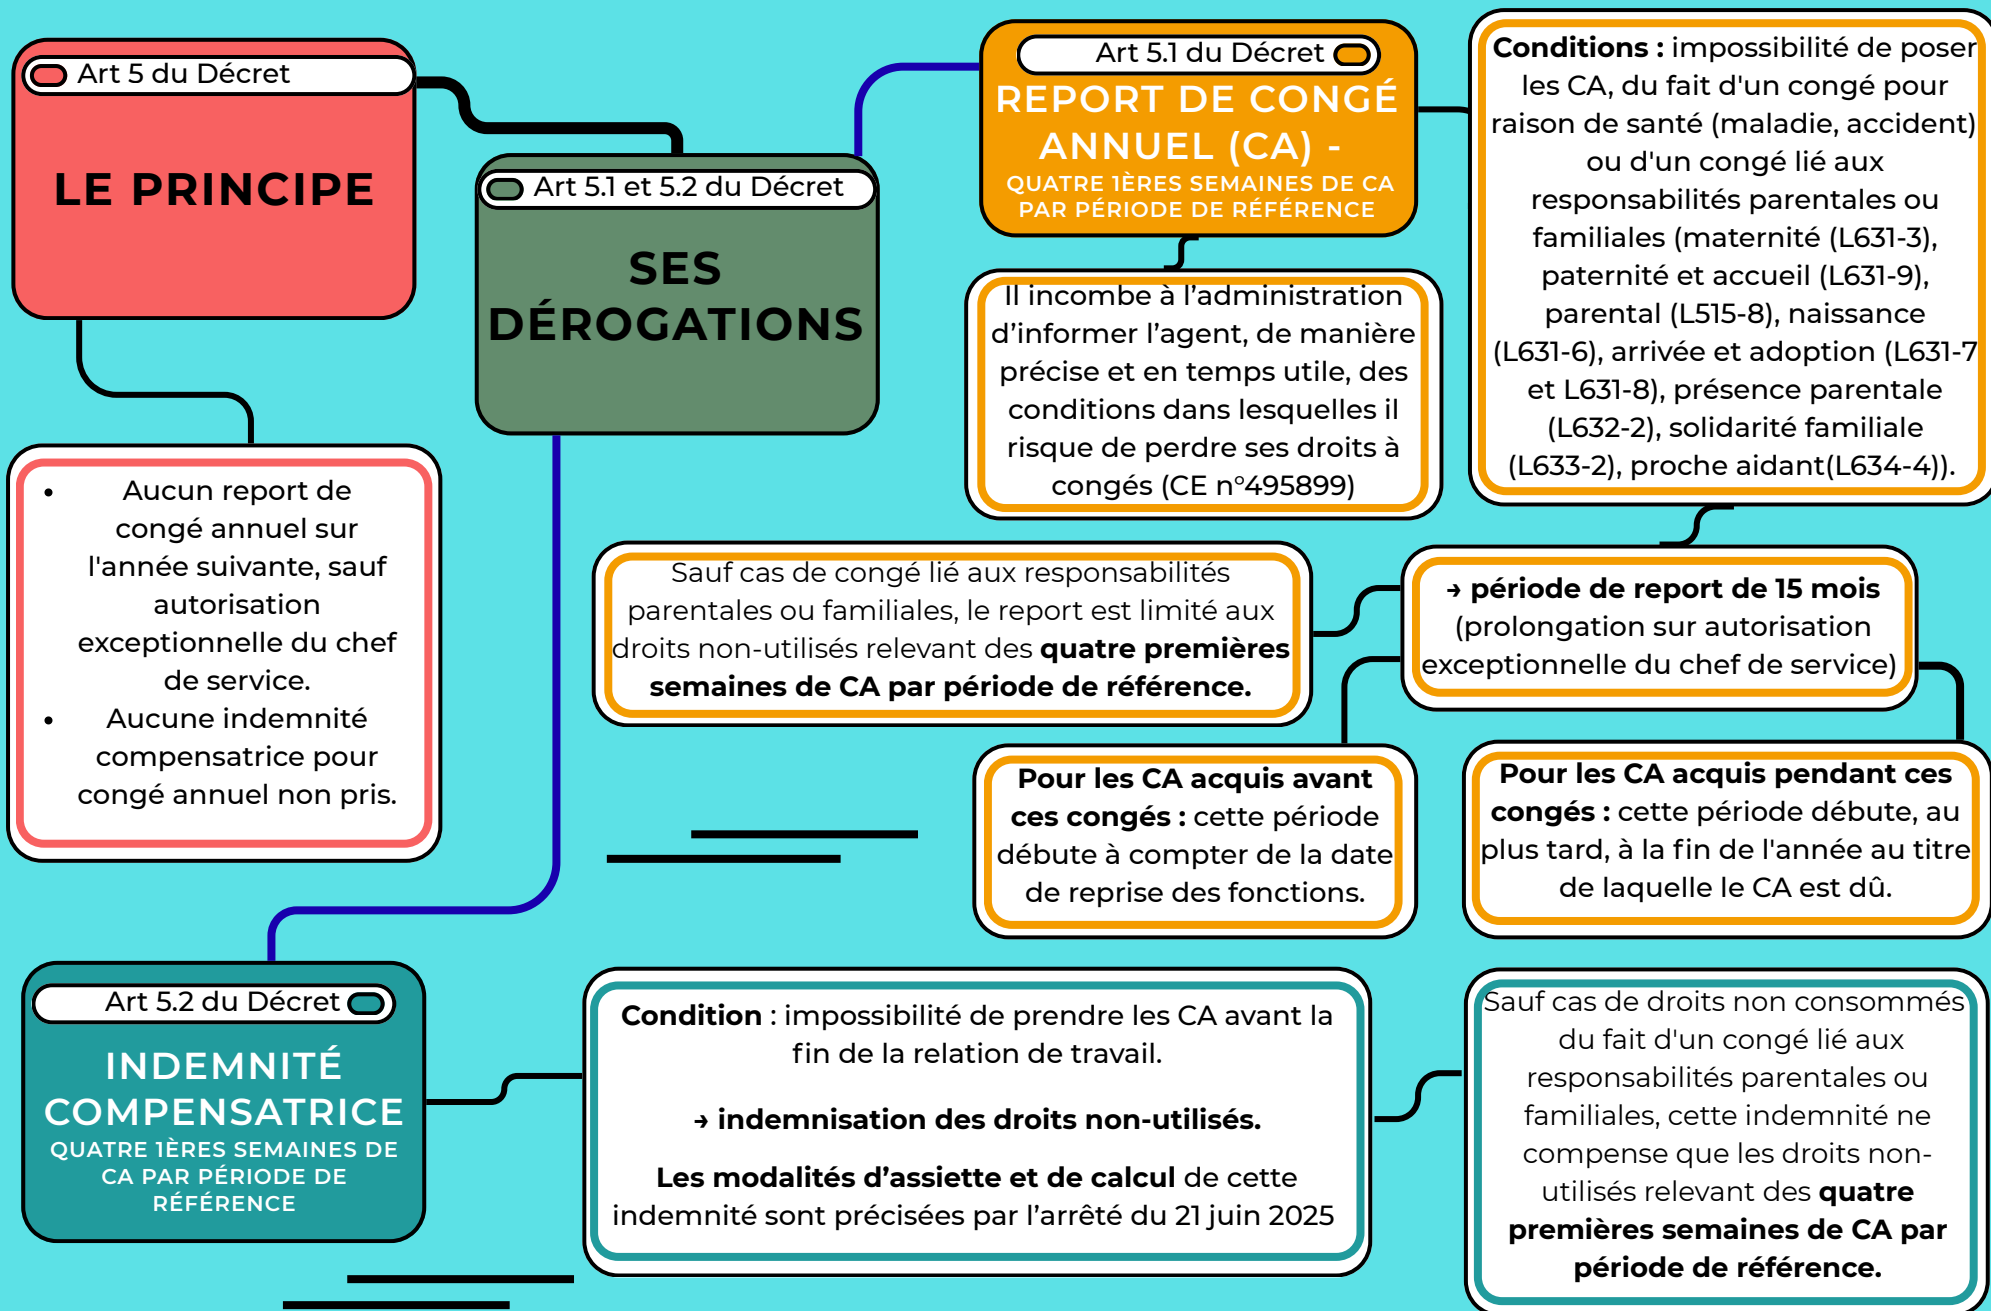 Art 5 du Décret
LE PRINCIPE
• Aucun report de
congé annuel sur
l'année suivante, sauf
autorisation
exceptionnelle du chef
de service.
• Aucune indemnité
compensatrice pour
congé annuel non pris.
Art 5.1 et 5.2 du Décret
SES
DÉROGATIONS
Art 5.1 du Décret
REPORT DE CONGÉ
ANNUEL (CA) -
QUATRE 1ÈRES SEMAINES DE CA
PAR PÉRIODE DE RÉFÉRENCE
Il incombe à l’administration
d’informer l’agent, de manière
précise et en temps utile, des
conditions dans lesquelles il
risque de perdre ses droits à
congés (CE n°495899)
Conditions : impossibilité de poser
les CA, du fait d'un congé pour
raison de santé (maladie, accident)
ou d'un congé lié aux
responsabilités parentales ou
familiales (maternité (L631-3),
paternité et accueil (L631-9),
parental (L515-8), naissance
(L631-6), arrivée et adoption (L631-7
et L631-8), présence parentale
(L632-2), solidarité familiale
(L633-2), proche aidant(L634-4)).
→ période de report de 15 mois
(prolongation sur autorisation
exceptionnelle du chef de service)
Sauf cas de congé lié aux responsabilités
parentales ou familiales, le report est limité aux
droits non-utilisés relevant des quatre premières
semaines de CA par période de référence.
Pour les CA acquis avant
ces congés : cette période
débute à compter de la date
de reprise des fonctions.
Pour les CA acquis pendant ces
congés : cette période débute, au
plus tard, à la fin de l'année au titre
de laquelle le CA est dû.
Art 5.2 du Décret
INDEMNITÉ
COMPENSATRICE
QUATRE 1ÈRES SEMAINES DE
CA PAR PÉRIODE DE
RÉFÉRENCE
Condition : impossibilité de prendre les CA avant la
fin de la relation de travail.
→ indemnisation des droits non-utilisés.
Les modalités d’assiette et de calcul de cette
indemnité sont précisées par l’arrêté du 21 juin 2025
Sauf cas de droits non consommés
du fait d'un congé lié aux
responsabilités parentales ou
familiales, cette indemnité ne
compense que les droits non-
utilisés relevant des quatre
premières semaines de CA par
période de référence.